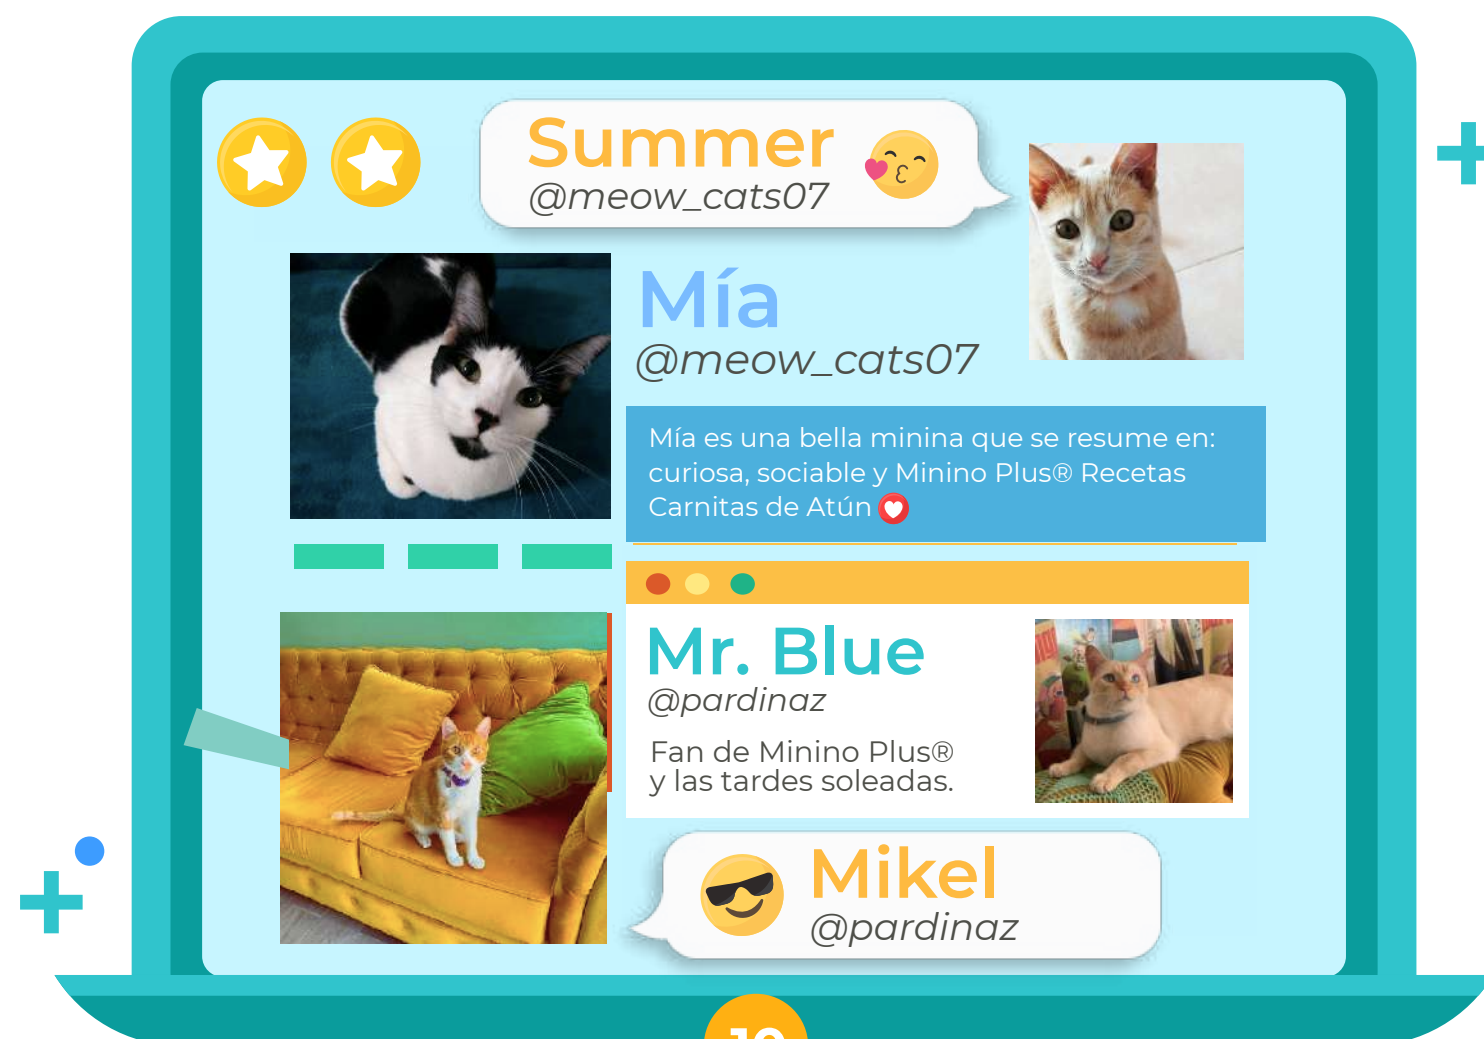 Summer
@meow_cats07
Mía
@meow_cats07
Mía es una bella minina que se resume en:
curiosa, sociable y Minino Plus® Recetas
Carnitas de Atún
Mr. Blue
@pardinaz
Fan de Minino Plus®
y las tardes soleadas.
Mikel
@pardinaz